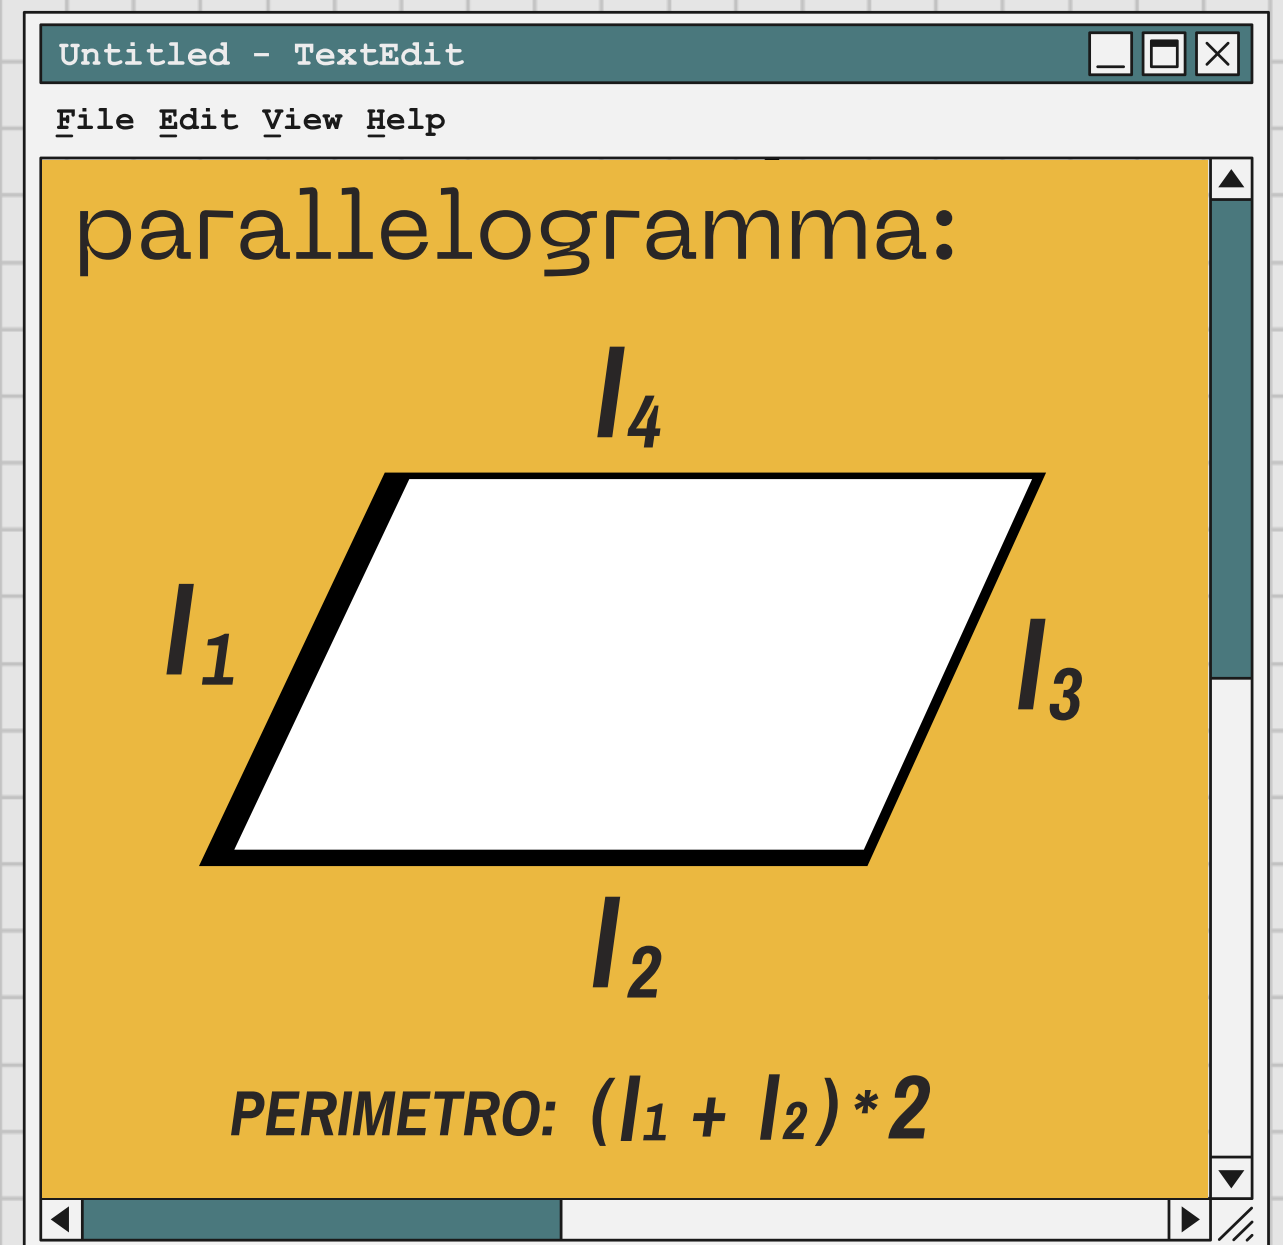 Untitled - TextEdit
File Edit View Help
parallelogramma:
l4
l1
l3
l2
PERIMETRO: (l1 + l2)*2